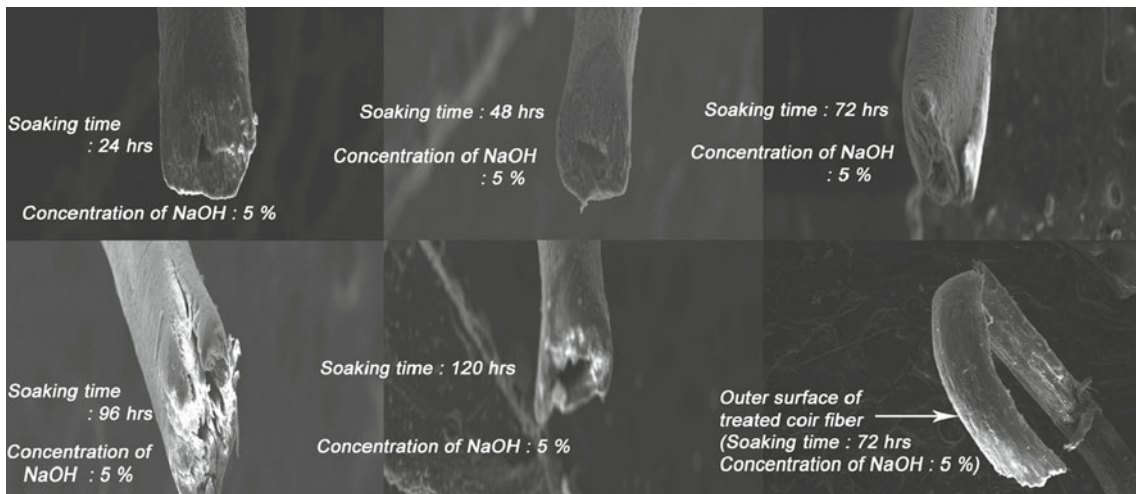 Soaking time
: 24 hrs
Concentration of NaOH : 5 %
Soaking time : 48 hrs
Concentration of NaOH
: 5 %
Soaking time : 72 hrs
Concentration of NaOH
: 5 %
Soaking time
: 96 hrs
Concentration of
NaOH : 5 %
Soaking time : 120 hrs
Concentration of NaOH : 5 %
Outer surface of
treated coir fiber
(Soaking time : 72 hrs
Concentration of NaOH : 5 %)